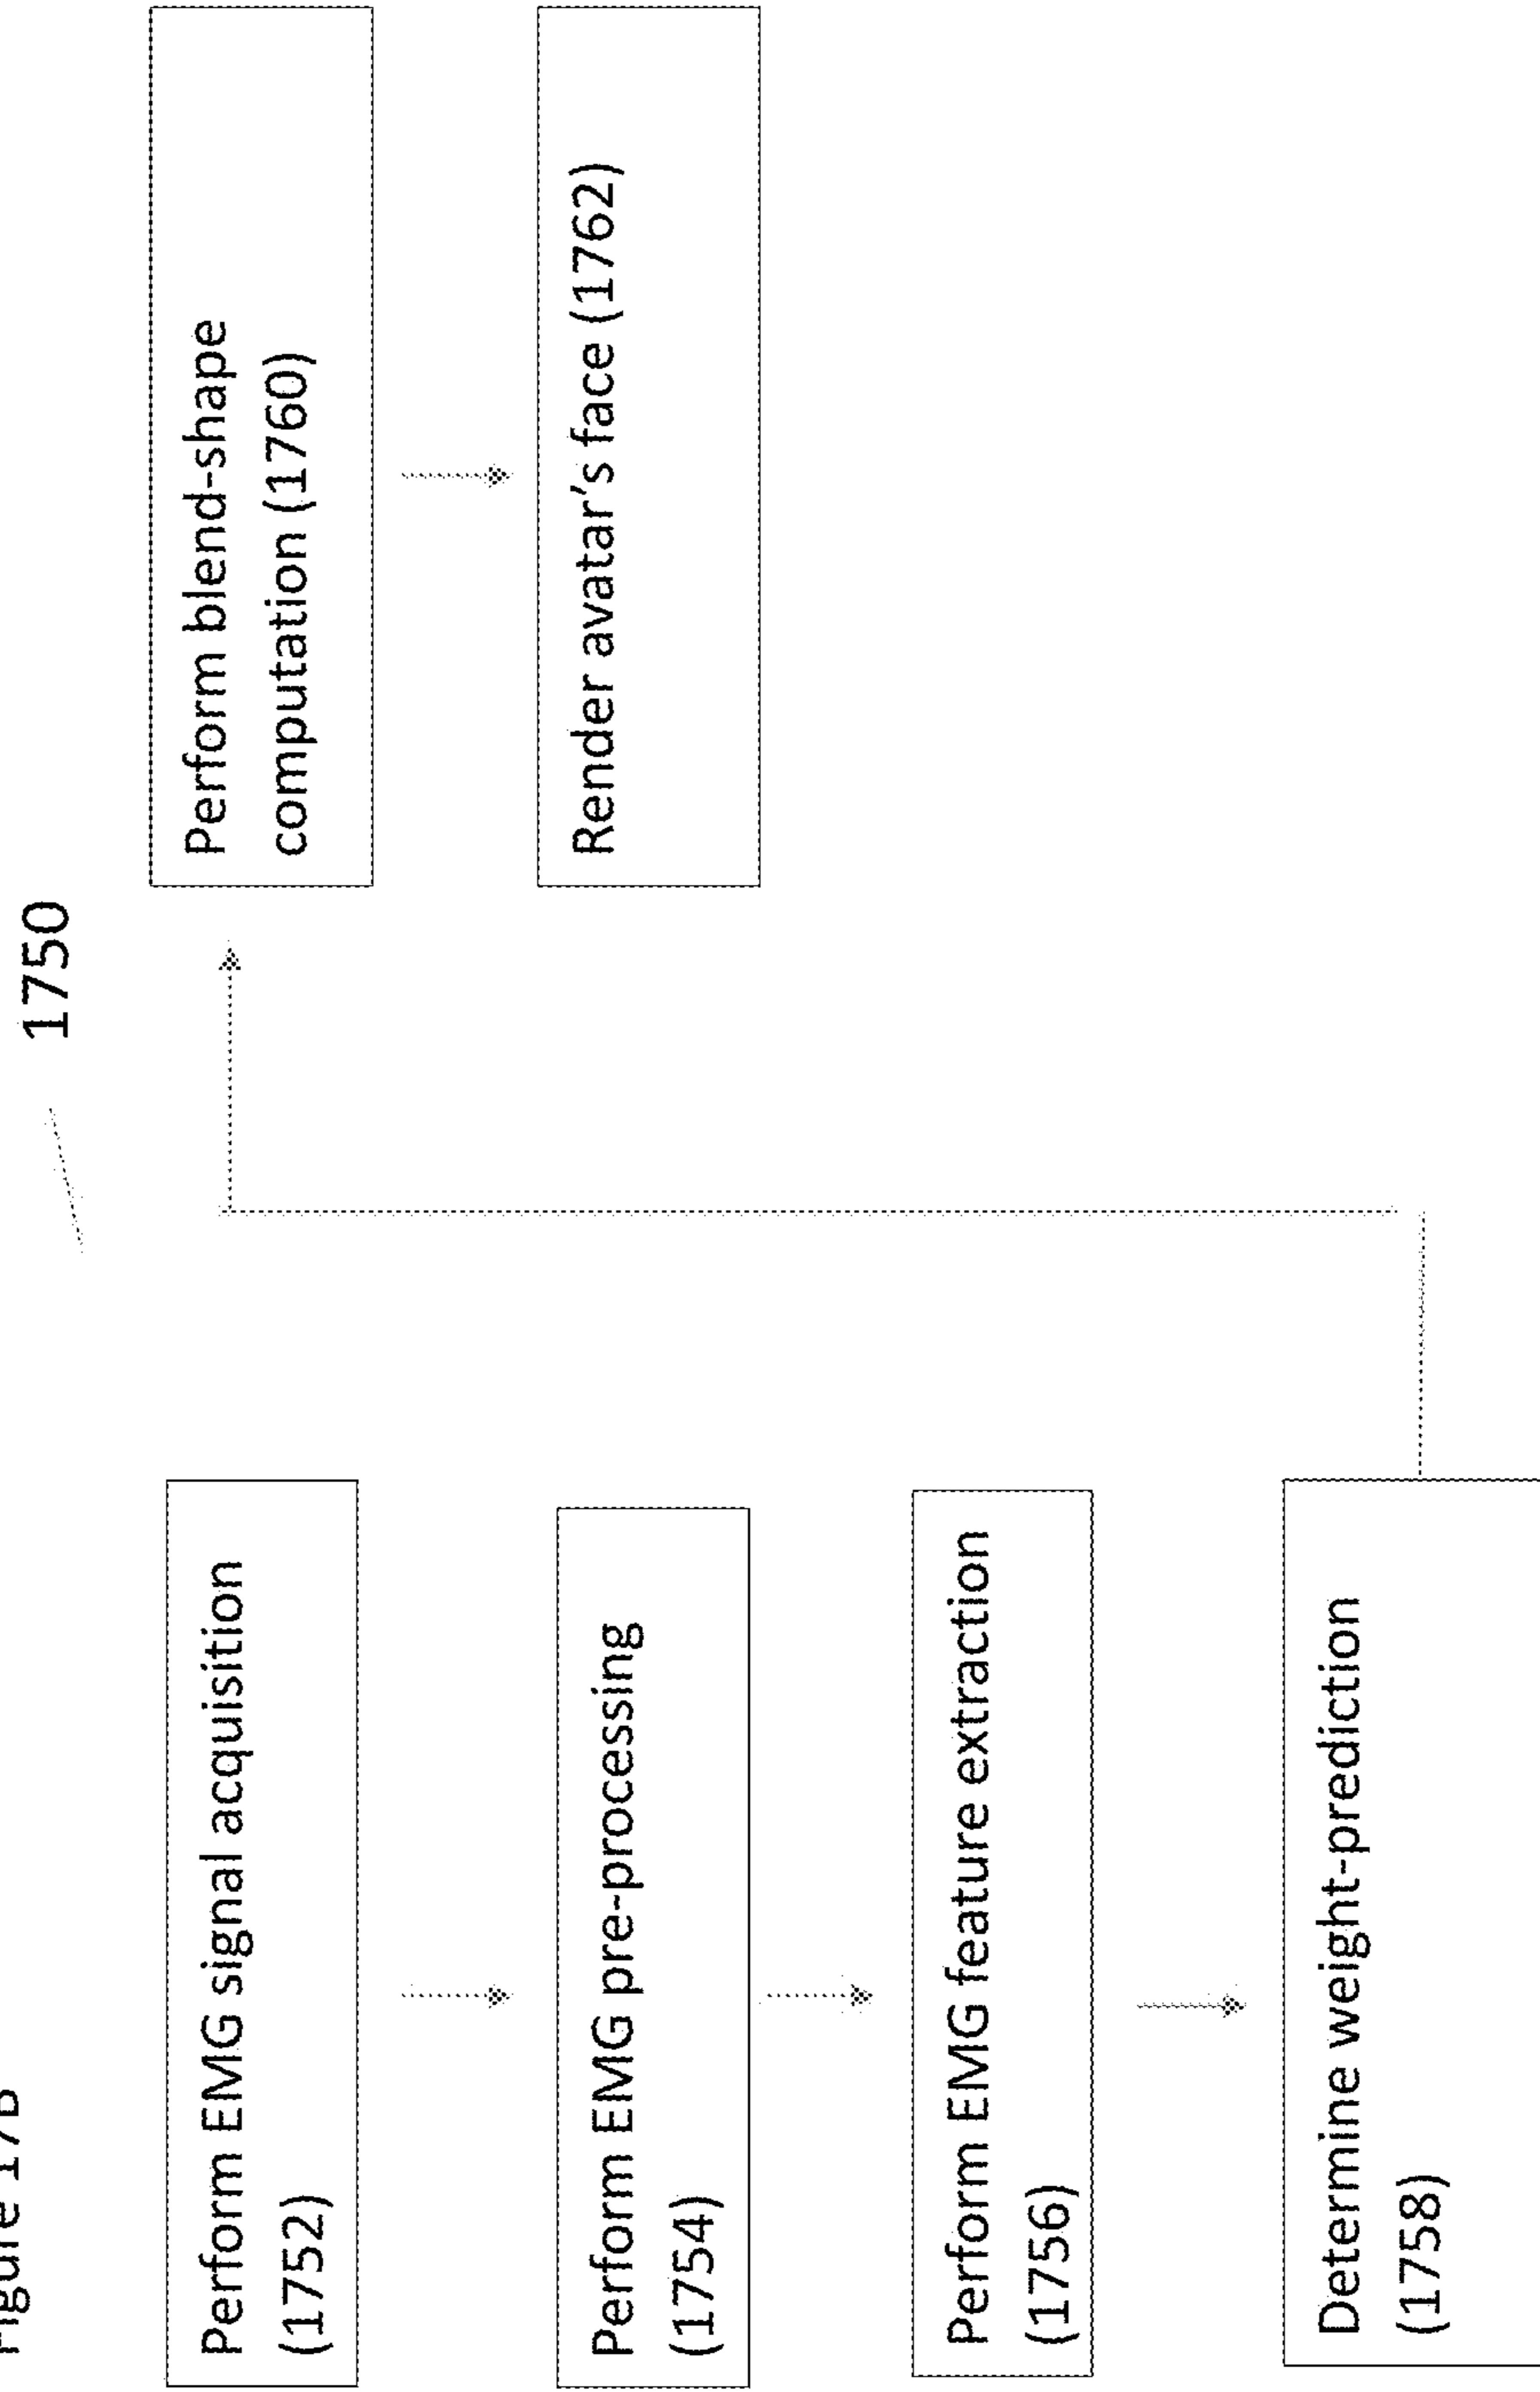 Figure 17B
1750
Perform EMG signal acquisition
(1752)
Perform EMG pre-processing
(1754)
Perform EMG feature extraction
(1756)
Determine weight-prediction
(1758)
Perform blend-shape
computation (1760)
Render avatar's face (1762)